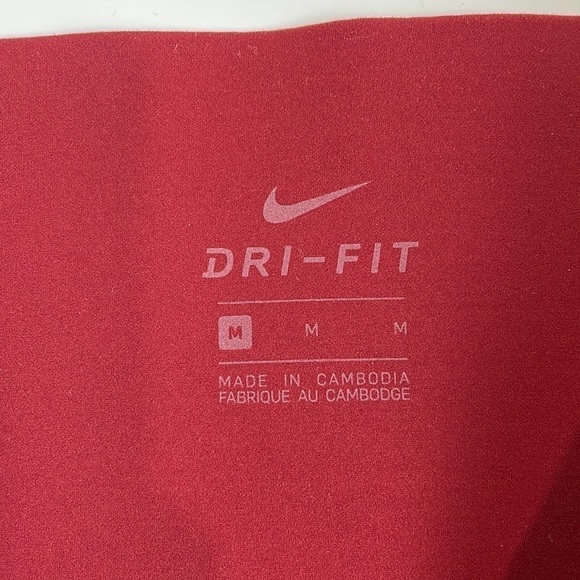 DRI-FIT
M M M
MADE IN CAMBODIA
FABRIQUE AU CAMBODGE